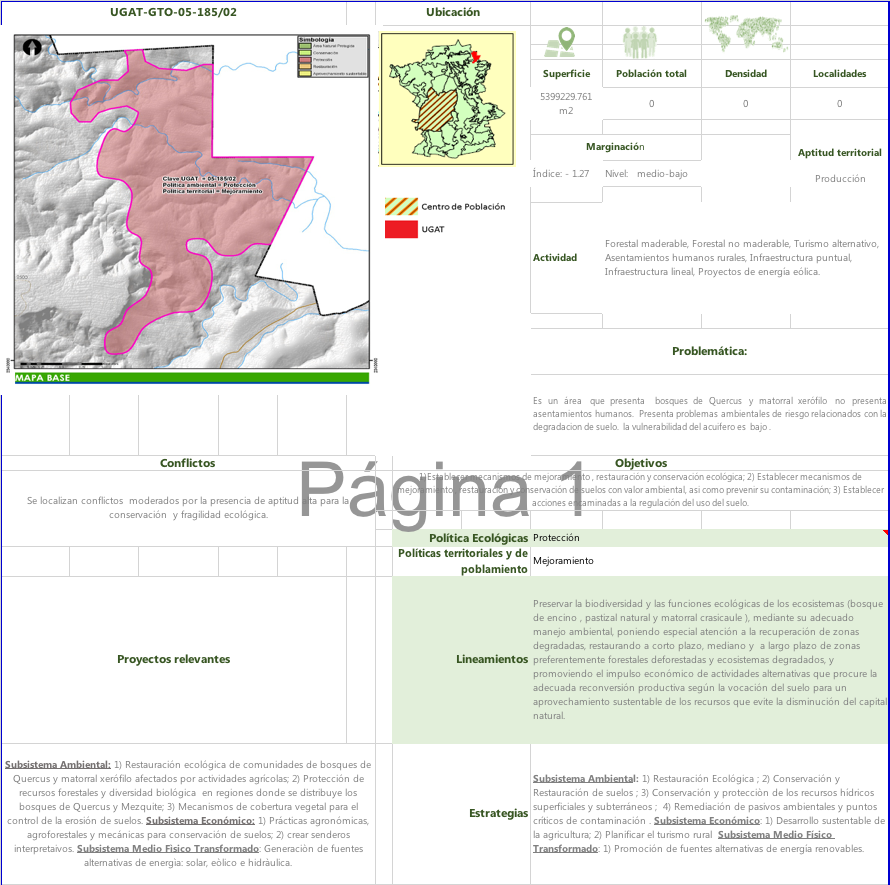 UGAT-GTO-05-185/02
Ubicación
Simbología
Área Natural Protegida
Conservación
Protección
Restauración
Aprovechamiento sustentable
Clave UGAT = 05-185/02
Política ambiental = Protección
Política territorial = Mejoramiento
MAPA BASE
Centro de Población
UGAT
Superficie
Población total
Densidad
Localidades
5399229.761
m2
0
0
0
Marginación
Aptitud territorial
Índice: - 1.27
Nivel: medio-bajo
Producción
Actividad
Forestal maderable, Forestal no maderable, Turismo alternativo,
Asentamientos humanos rurales, Infraestructura puntual,
Infraestructura lineal, Proyectos de energía eólica.
Problemática:
Es un área que presenta bosques de Quercus y matorral xerófilo no presenta
asentamientos humanos. Presenta problemas ambientales de riesgo relacionados con la
degradacion de suelo. la vulnerabilidad del acuifero es bajo .
Conflictos
Se localizan conflictos moderados por la presencia de aptitud alta para la
conservación y fragilidad ecológica.
Página 1
Objetivos
1)Establecer mecanismos de mejoramiento , restauración y conservación ecológica; 2) Establecer mecanismos de
mejoramiento, restauración y conservación de suelos con valor ambiental, asi como prevenir su contaminación; 3) Establecer
acciones encaminadas a la regulación del uso del suelo.
Política Ecológicas
Protección
Políticas territoriales y de
poblamiento
Mejoramiento
Proyectos relevantes
Lineamientos
Preservar la biodiversidad y las funciones ecológicas de los ecosistemas (bosque
de encino , pastizal natural y matorral crasicaule ), mediante su adecuado
manejo ambiental, poniendo especial atención a la recuperación de zonas
degradadas, restaurando a corto plazo, mediano y a largo plazo de zonas
preferentemente forestales deforestadas y ecosistemas degradados, y
promoviendo el impulso económico de actividades alternativas que procure la
adecuada reconversión productiva según la vocación del suelo para un
aprovechamiento sustentable de los recursos que evite la disminución del capital
natural.
Subsistema Ambiental: 1) Restauración ecológica de comunidades de bosques de
Quercus y matorral xerófilo afectados por actividades agrícolas; 2) Protección de
recursos forestales y diversidad biológica en regiones donde se distribuye los
bosques de Quercus y Mezquite; 3) Mecanismos de cobertura vegetal para el
control de la erosión de suelos. Subsistema Económico: 1) Prácticas agronómicas,
agroforestales y mecánicas para conservación de suelos; 2) crear senderos
interpretaivos. Subsistema Medio Físico Transformado: Generación de fuentes
alternativas de energía: solar, eólico e hidráulica.
Estrategias
Subsistema Ambiental: 1) Restauración Ecológica ; 2) Conservación y
Restauración de suelos ; 3) Conservación y protección de los recursos hídricos
superficiales y subterráneos ; 4) Remediación de pasivos ambientales y puntos
críticos de contaminación . Subsistema Económico: 1) Desarrollo sustentable de
la agricultura; 2) Planificar el turismo rural Subsistema Medio Físico
Transformado: 1) Promoción de fuentes alternativas de energía renovables.